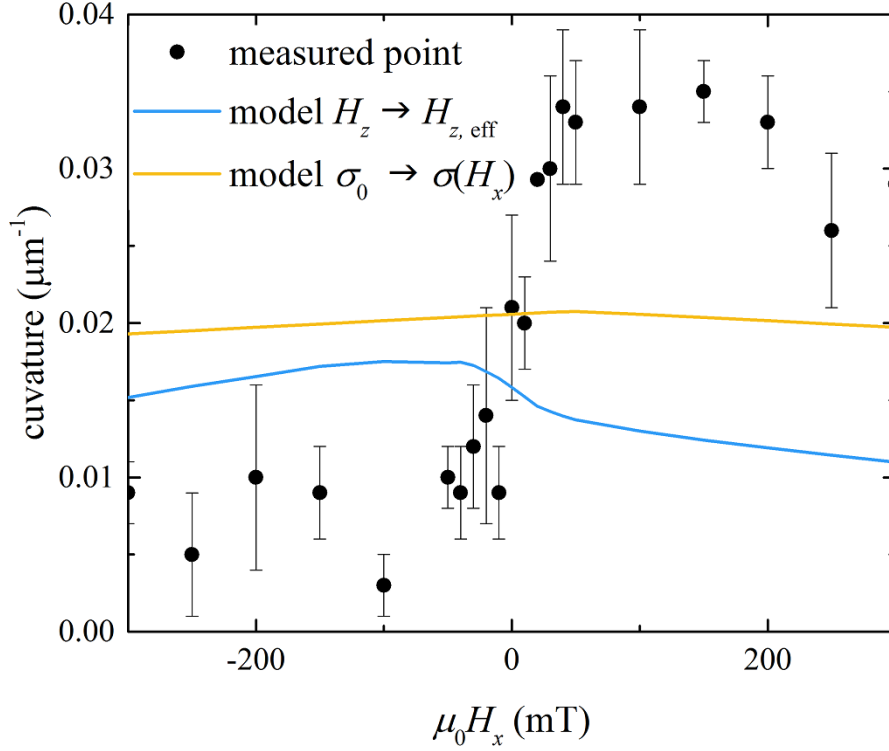 0.04
measured point
model H_z → H_z, eff
model σ_0 → σ(H_x)
0.03
0.02
0.01
0.00
cuvature (μm⁻¹)
-200 0 200
μ_0H_x (mT)